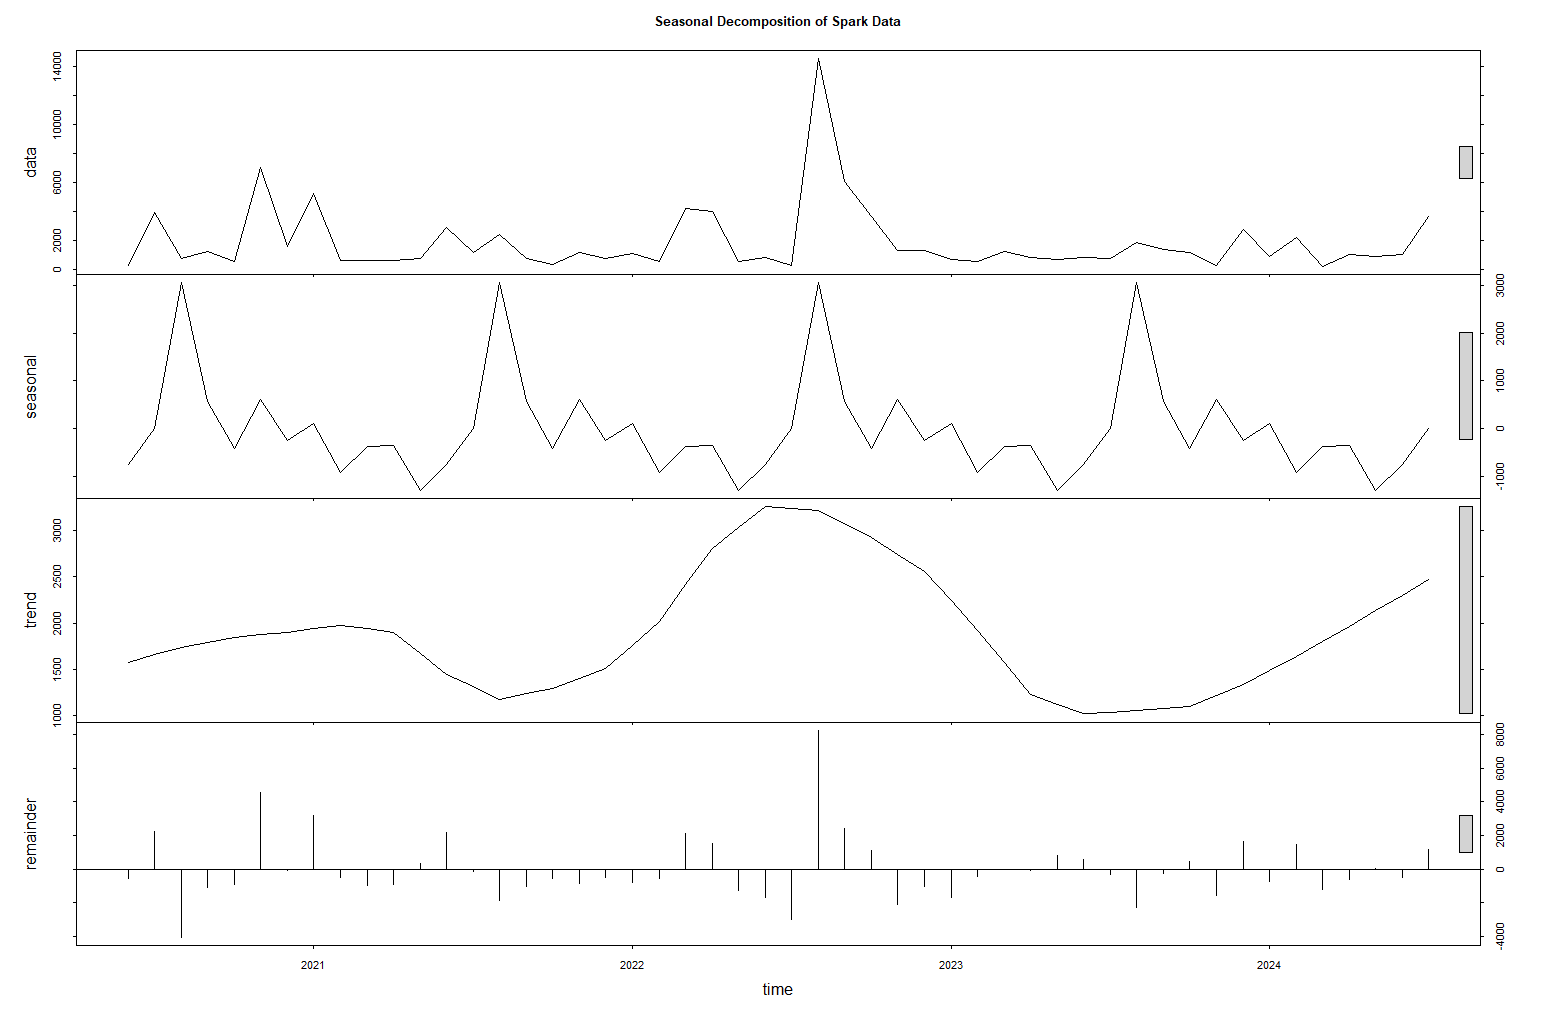 Seasonal Decomposition of Spark Data
data
0 2000 6000 10000 14000
seasonal
-1000 0 1000 2000 3000
trend
1000 1500 2000 2500 3000
remainder
-4000 0 2000 4000 6000 8000
2021 2022 2023 2024
time